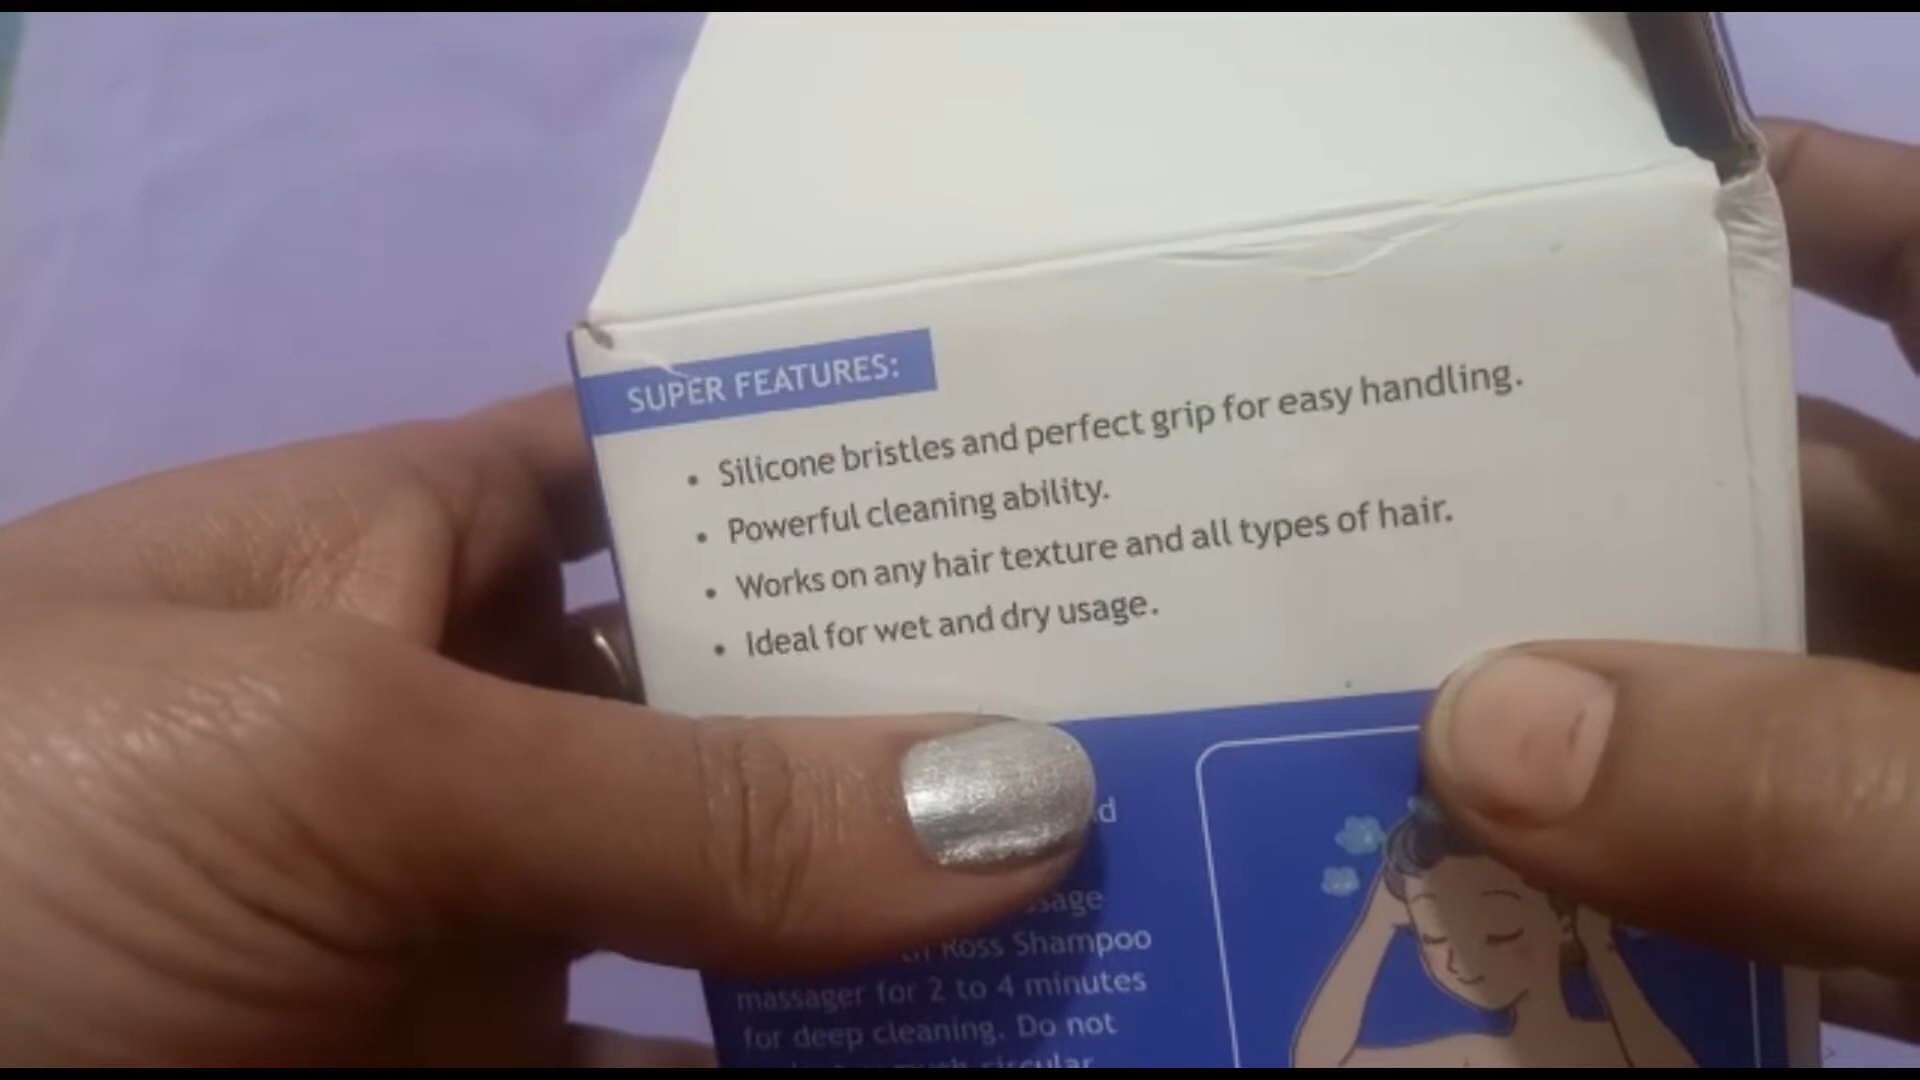 SUPER FEATURES:
• Silicone bristles and perfect grip for easy handling.
• Powerful cleaning ability.
• Works on any hair texture and all types of hair.
• Ideal for wet and dry usage.
Ross Shampoo
massager for 2 to 4 minutes
for deep cleaning. Do not
circular